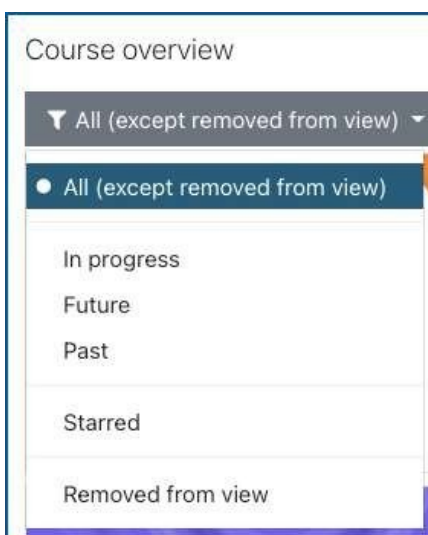 Course overview
All (except removed from view)
All (except removed from view)
In progress
Future
Past
Starred
Removed from view